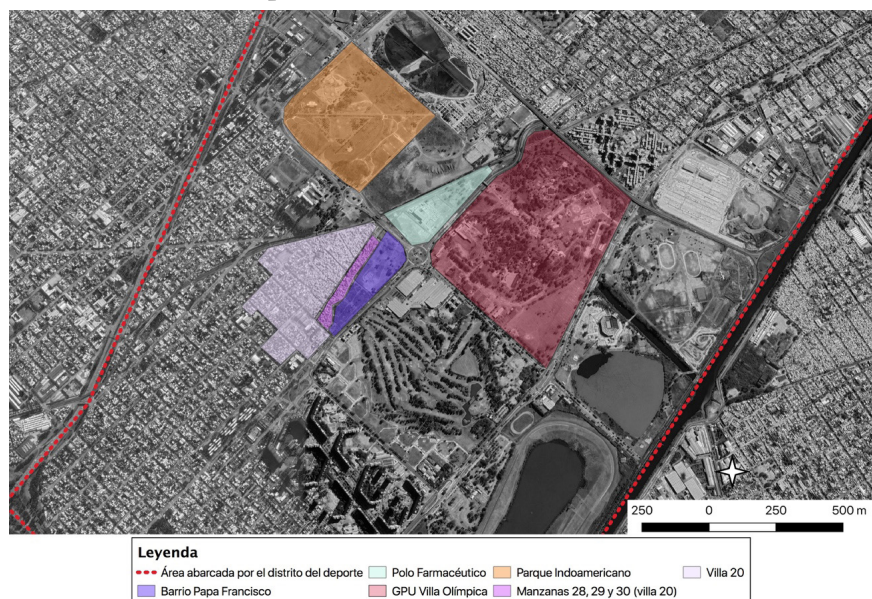 250 0 250 500 m
Leyenda
Área abarcada por el distrito del deporte Polo Farmacéutico Parque Indoamericano Villa 20
Barrio Papa Francisco GPU Villa Olímpica Manzanas 28, 29 y 30 (villa 20)